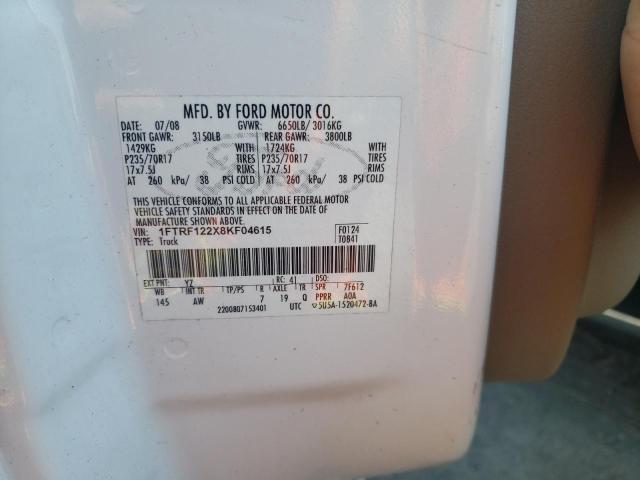 MFD. BY FORD MOTOR CO.
DATE: 07/08 GVWR: 6650LB/ 3016KG
FRONT GAWR: 3150LB REAR GAWR: 3800LB
1429KG WITH 1724KG WITH
P235/70R17 TIRES P235/70R17 TIRES
17x7.5J RIMS 17x7.5J RIMS
AT 260 kPa/ 38 PSI COLD AT 260 kPa/ 38 PSI COLD
THIS VEHICLE CONFORMS TO ALL APPLICABLE FEDERAL MOTOR
VEHICLE SAFETY STANDARDS IN EFFECT ON THE DATE OF
MANUFACTURE SHOWN ABOVE.
VIN: 1FTRF122X8KF04615 F0124
TYPE: Truck T0841
EXT PNT: YZ RC: 41 DSO:
WB INT TR TP/PS R AXLE TR SPR 7F612
145 AW 7 19 Q PPRR A0A
2200807153401 UTC 5U5A-1520472-BA